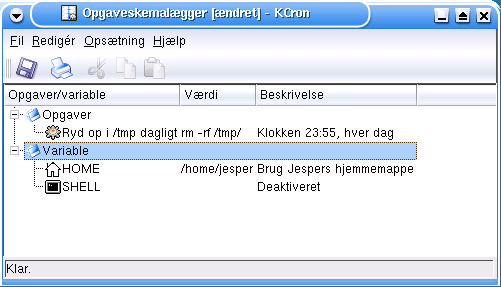 Opgaveskemalægger [ændret] - KCron
Fil Redigér Opsætning Hjælp
Opgaver/variable Værdi Beskrivelse
Opgaver
Ryd op i /tmp dagligt rm -rf /tmp/ Klokken 23:55, hver dag
Variable
HOME /home/jesper Brug Jespers hjemmemappe
SHELL Deaktiveret
Klar.